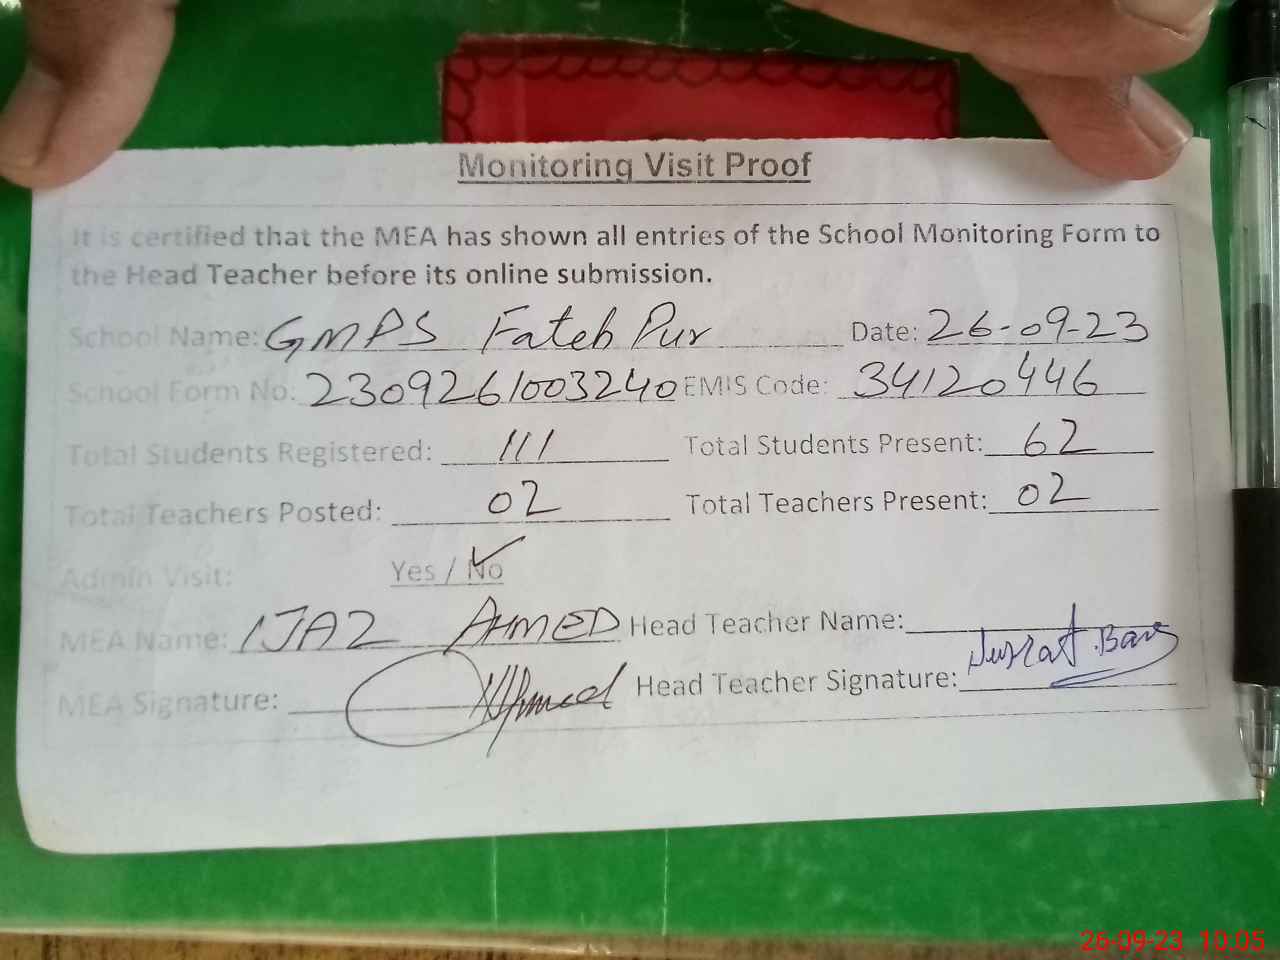 Monitoring Visit Proof
It is certified that the MEA has shown all entries of the School Monitoring Form to
the Head Teacher before its online submission.
School Name: GMPS Fateh Pur Date: 26-09-23
School Form No: 2309261003240 EMIS Code: 34120446
Total Students Registered: 111 Total Students Present: 62
Total Teachers Posted: 02 Total Teachers Present: 02
Admin Visit: Yes / No
MEA Name: IJAZ AHMED Head Teacher Name:
MEA Signature: Ahmed Head Teacher Signature: Nusrat
26-09-23 10:05